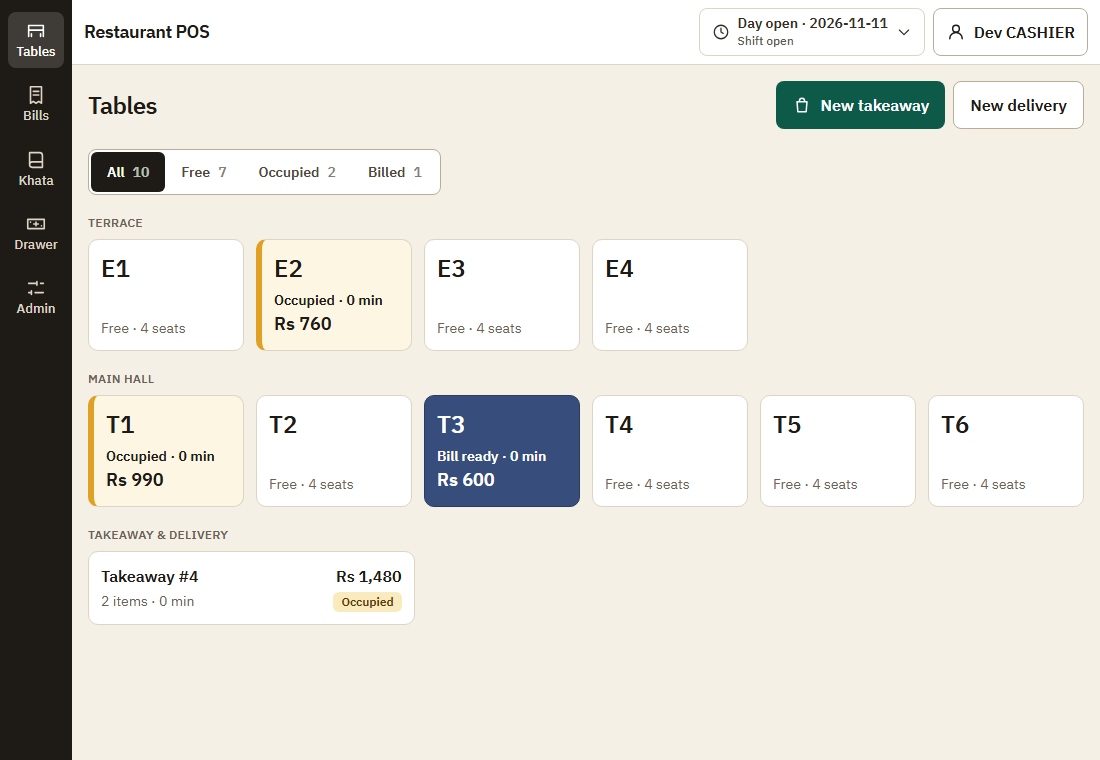 Tables
Bills
Khata
Drawer
Admin
Restaurant POS
Day open · 2026-11-11
Shift open
Dev CASHIER
Tables
New takeaway
New delivery
All 10
Free 7
Occupied 2
Billed 1
TERRACE
E1
Free · 4 seats
E2
Occupied · 0 min
Rs 760
E3
Free · 4 seats
E4
Free · 4 seats
MAIN HALL
T1
Occupied · 0 min
Rs 990
T2
Free · 4 seats
T3
Bill ready · 0 min
Rs 600
T4
Free · 4 seats
T5
Free · 4 seats
T6
Free · 4 seats
TAKEAWAY & DELIVERY
Takeaway #4
Rs 1,480
2 items · 0 min
Occupied